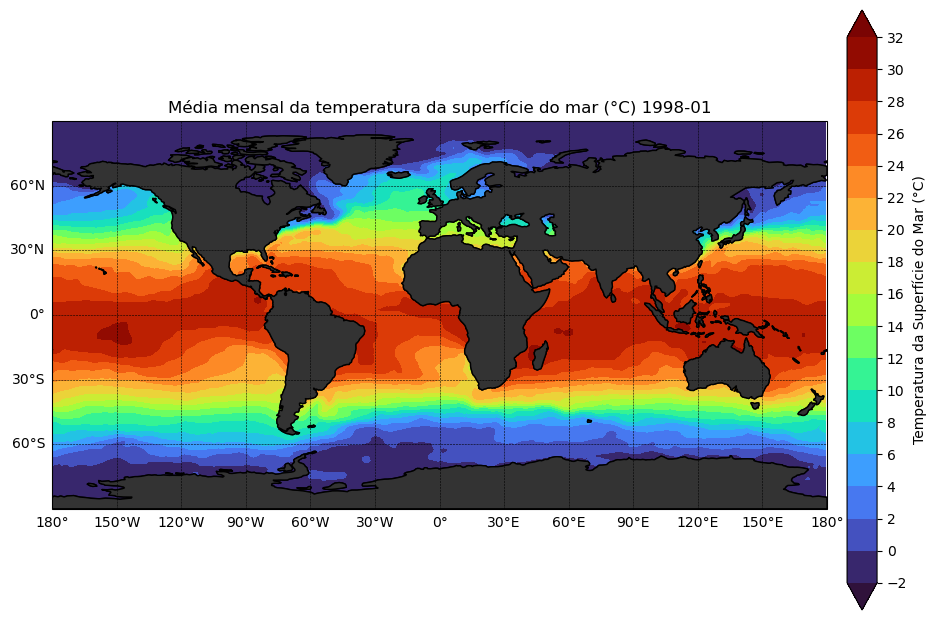 Média mensal da temperatura da superfície do mar (°C) 1998-01
60°N
30°N
0°
30°S
60°S
180°
150°W
120°W
90°W
60°W
30°W
0°
30°E
60°E
90°E
120°E
150°E
180°
32
30
28
26
24
22
20
18
16
14
12
10
8
6
4
2
0
−2
Temperatura da Superfície do Mar (°C)